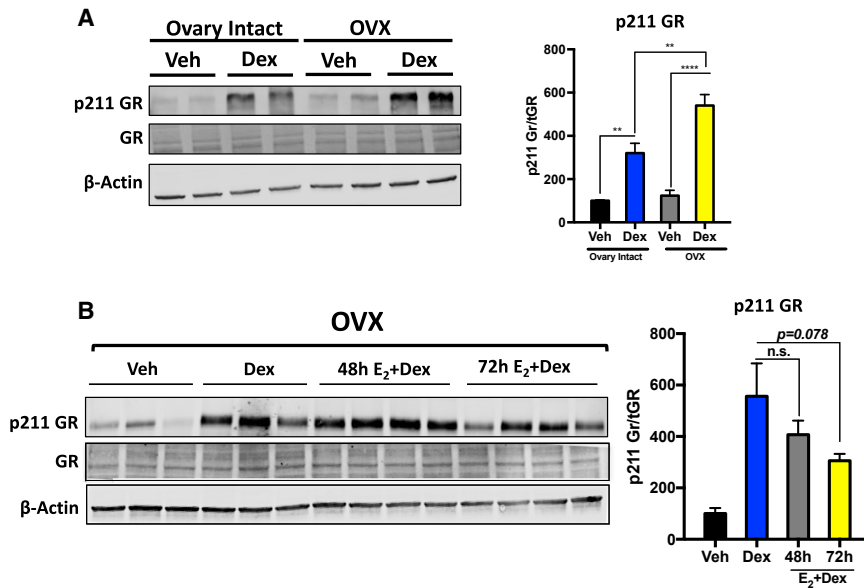 A
Ovary Intact OVX
Veh Dex Veh Dex
p211 GR
GR
β-Actin
p211 GR
p211 Gr/tGR
800
600
400
200
0
**
**
****
Veh Dex Veh Dex
Ovary Intact OVX
B
OVX
Veh Dex 48h E₂+Dex 72h E₂+Dex
p211 GR
GR
β-Actin
p211 GR
p211 Gr/tGR
800
600
400
200
0
p=0.078
n.s.
Veh Dex 48h 72h
E₂+Dex